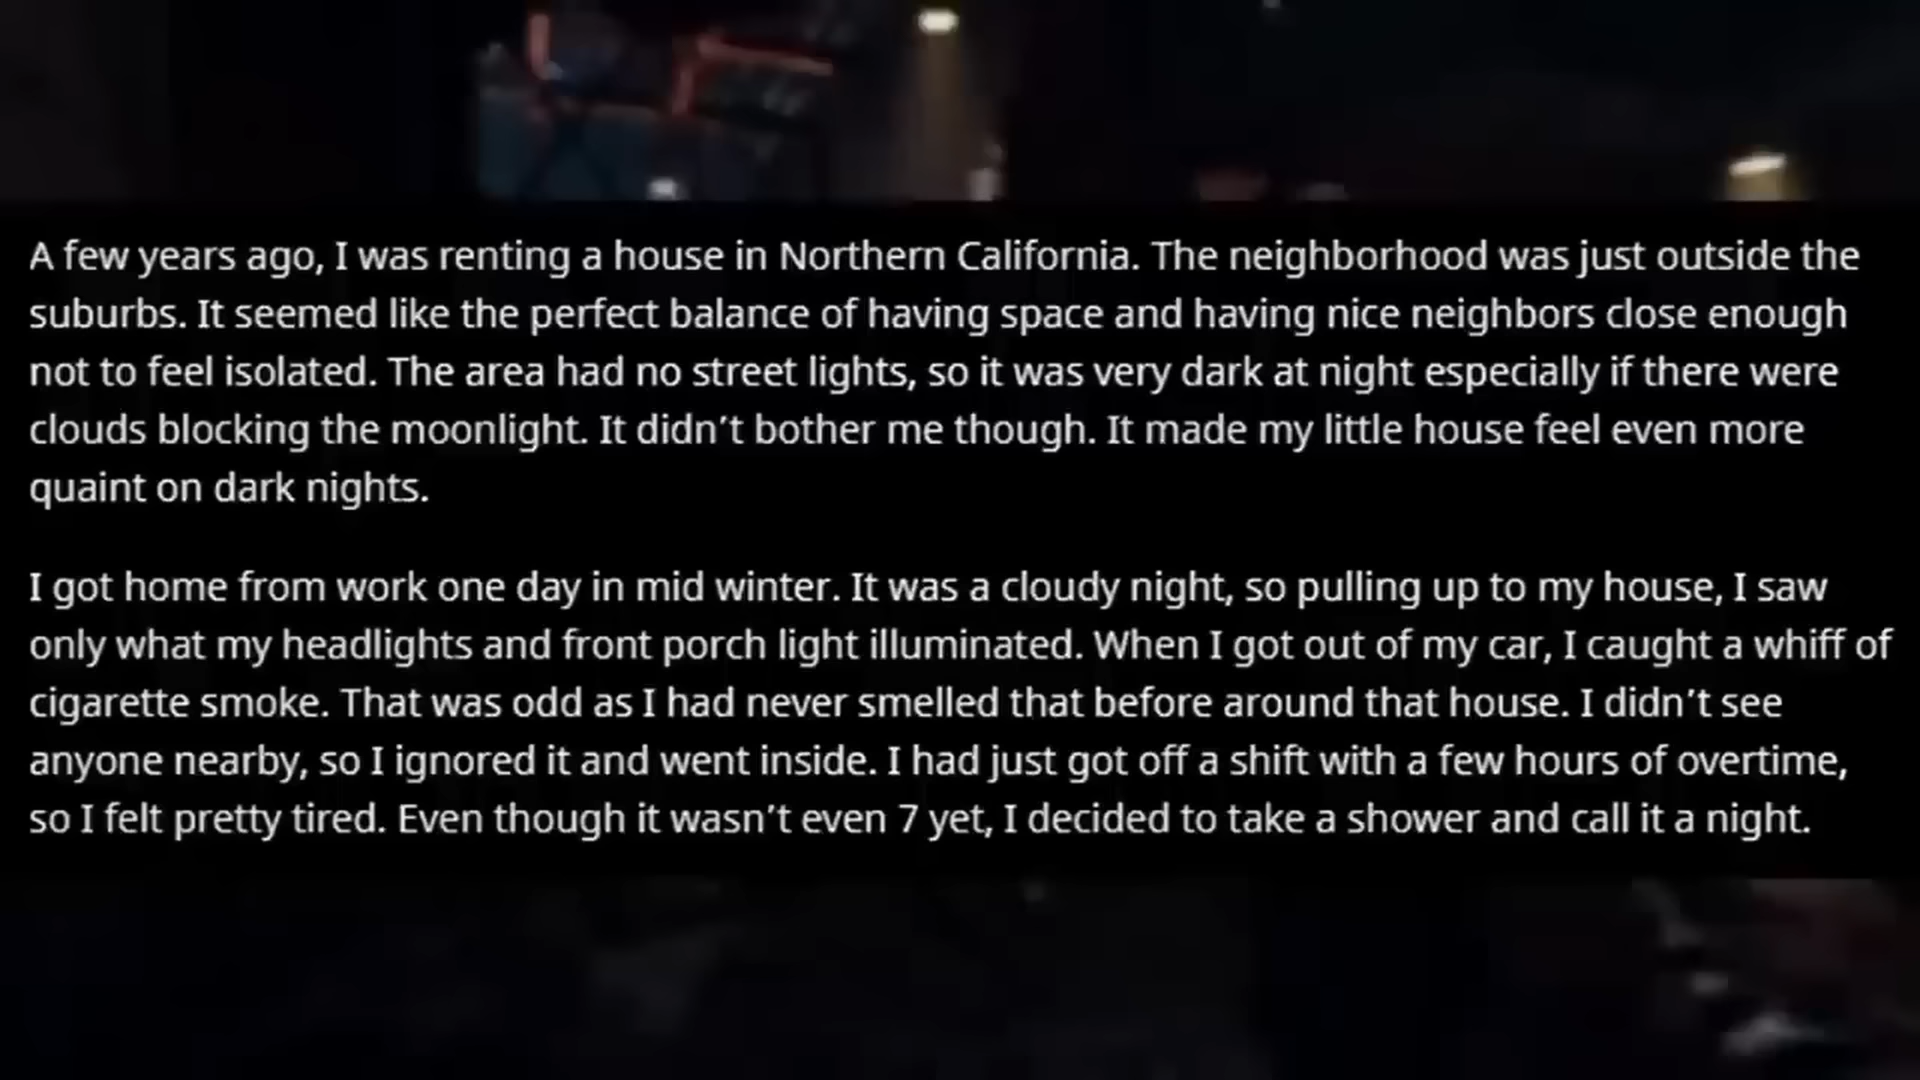 A few years ago, I was renting a house in Northern California. The neighborhood was just outside the
suburbs. It seemed like the perfect balance of having space and having nice neighbors close enough
not to feel isolated. The area had no street lights, so it was very dark at night especially if there were
clouds blocking the moonlight. It didn’t bother me though. It made my little house feel even more
quaint on dark nights.
I got home from work one day in mid winter. It was a cloudy night, so pulling up to my house, I saw
only what my headlights and front porch light illuminated. When I got out of my car, I caught a whiff of
cigarette smoke. That was odd as I had never smelled that before around that house. I didn’t see
anyone nearby, so I ignored it and went inside. I had just got off a shift with a few hours of overtime,
so I felt pretty tired. Even though it wasn’t even 7 yet, I decided to take a shower and call it a night.